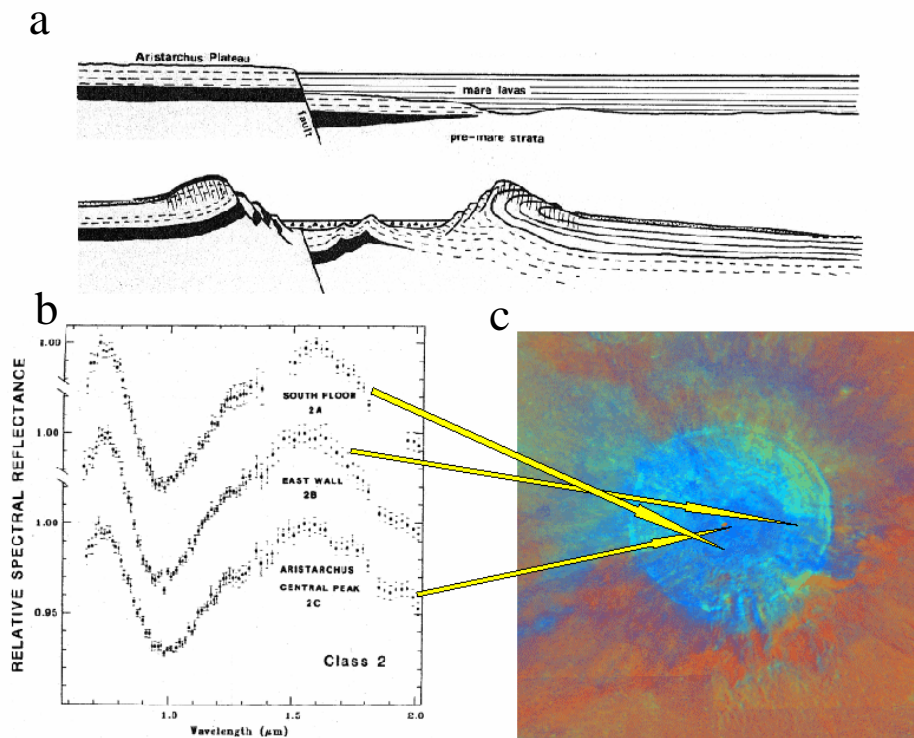 a
Aristarchus Plateau
mare lavas
fault
pre-mare strata
b
c
RELATIVE SPECTRAL REFLECTANCE
1.00
1.00
1.00
0.95
SOUTH FLOOR
2A
EAST WALL
2B
ARISTARCHUS
CENTRAL PEAK
2C
Class 2
1.0
1.5
2.0
Wavelength (μm)